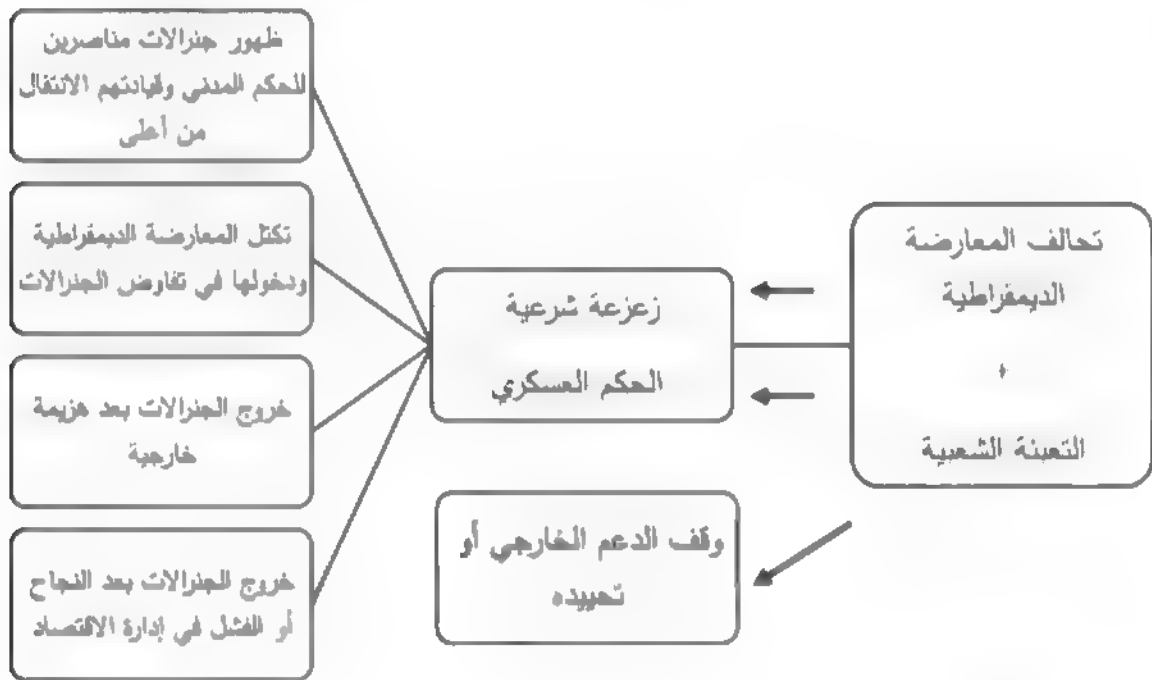 تحالف المعارضة
الديمقراطية
+
التعبئة الشعبية
زعزعة شرعية
الحكم العسكري
وقف الدعم الخارجي أو
تحييده
ظهور جنرالات مناصرين
للحكم المدني وقيادتهم الانتقال
من أعلى
تكتل المعارضة الديمقراطية
ودخولها في تفاوض الجنرالات
خروج الجنرالات بعد هزيمة
خارجية
خروج الجنرالات بعد النجاح
أو الفشل في إدارة الاقتصاد